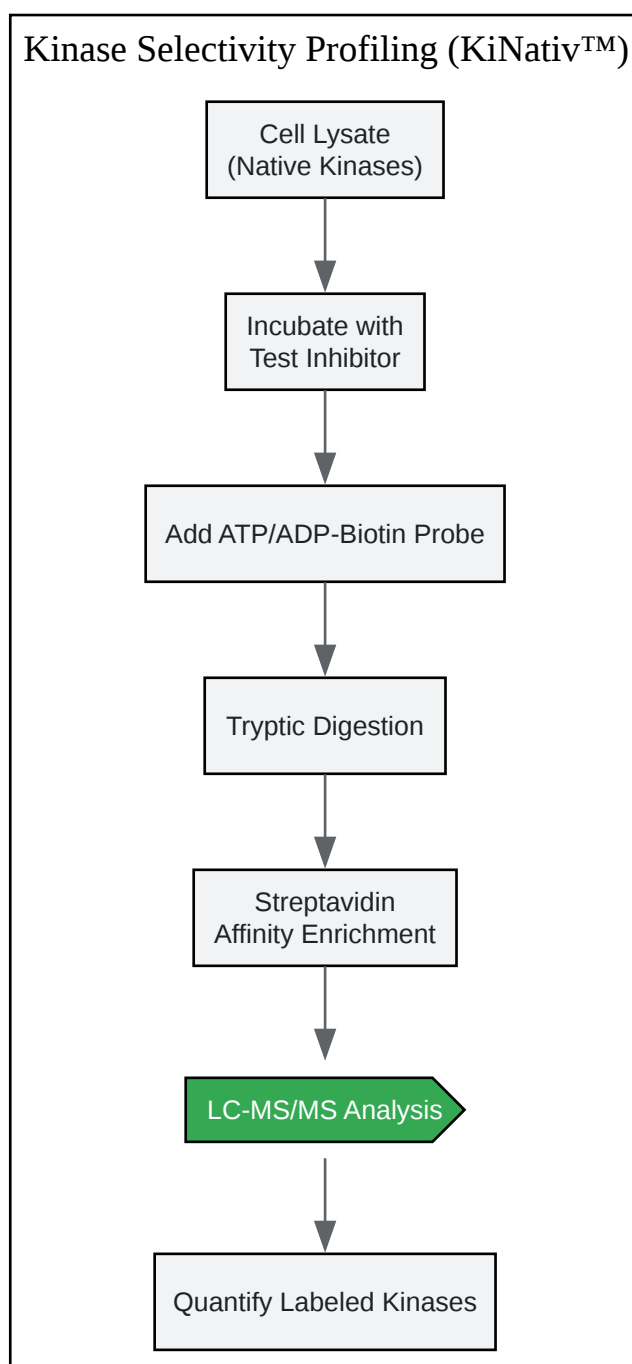 Kinase Selectivity Profiling (KiNativ™)
Cell Lysate
(Native Kinases)
Incubate with
Test Inhibitor
Add ATP/ADP-Biotin Probe
Tryptic Digestion
Streptavidin
Affinity Enrichment
LC-MS/MS Analysis
Quantify Labeled Kinases